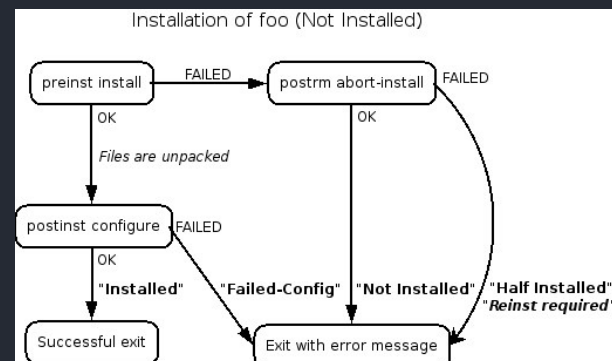 Installation of foo (Not Installed)
preinst install
FAILED
postrm abort-install
FAILED
OK
OK
Files are unpacked
postinst configure
FAILED
OK
"Installed"
"Failed-Config"
"Not Installed"
"Half Installed"
"Reinst required"
Successful exit
Exit with error message